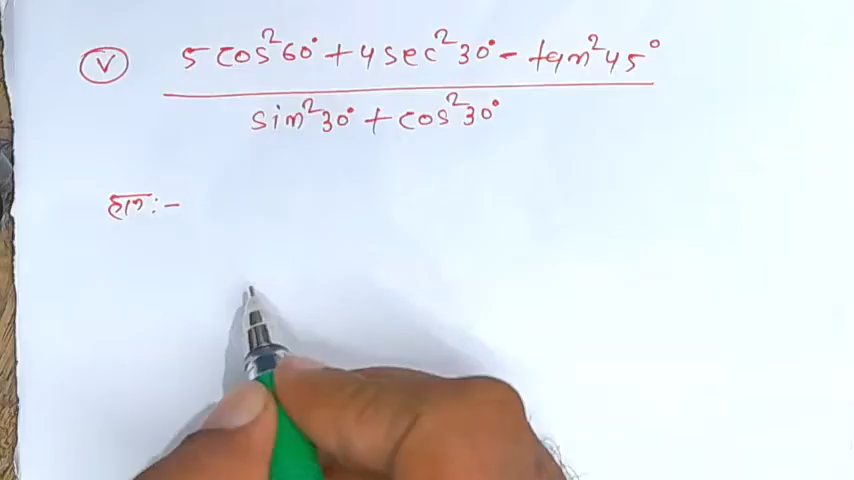 (v) 5 cos²60° + 4 sec²30° - tan²45°
sin²30° + cos²30°
हल :-